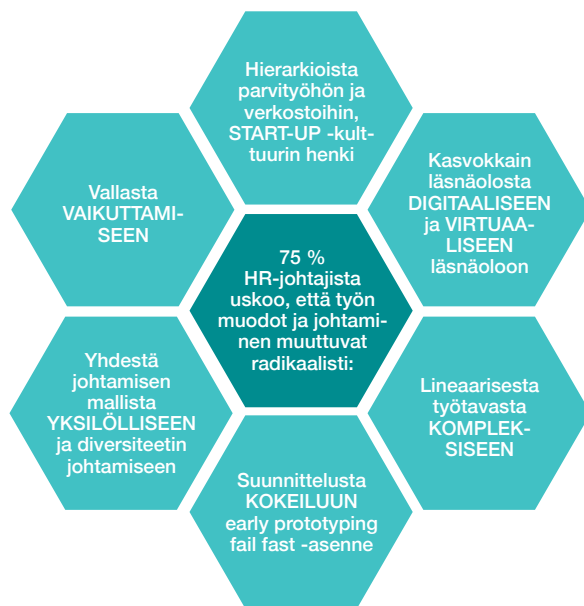 Hierarkioista
parvityöhön ja
verkostoihin,
START-UP -kult-
tuurin henki
Kasvokkain
läsnäolosta
DIGITAALISEEN
ja VIRTUAA-
LISEEN
läsnäoloon
Vallasta
VAIKUTTAMI-
SEEN
75 %
HR-johtajista
uskoo, että työn
muodot ja johtami-
nen muuttuvat
radikaalisti:
Yhdestä
johtamisen
mallista
YKSILÖLLISEEN
ja diversiteetin
johtamiseen
Lineaarisesta
työtavasta
KOMPLEK-
SISEEN
Suunnittelusta
KOKEILUUN
early prototyping
fail fast -asenne